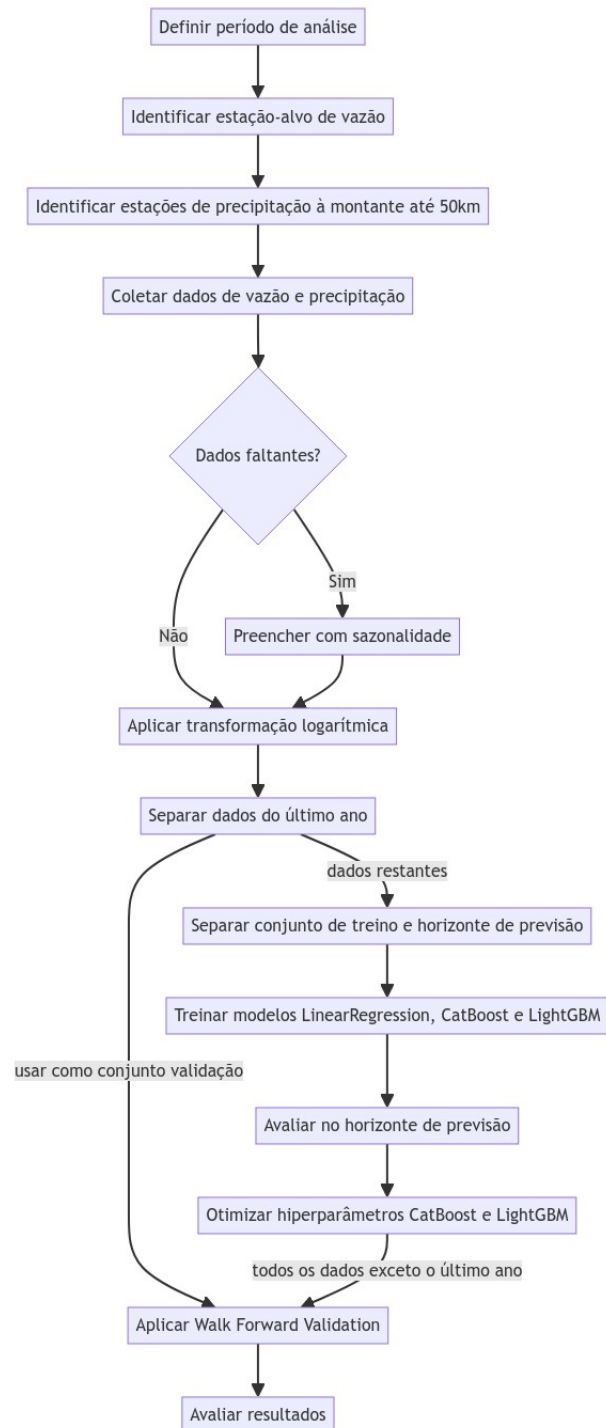 Definir período de análise
Identificar estação-alvo de vazão
Identificar estações de precipitação à montante até 50km
Coletar dados de vazão e precipitação
Dados faltantes?
Sim
Não
Preencher com sazonalidade
Aplicar transformação logarítmica
Separar dados do último ano
dados restantes
Separar conjunto de treino e horizonte de previsão
Treinar modelos LinearRegression, CatBoost e LightGBM
usar como conjunto validação
Avaliar no horizonte de previsão
Otimizar hiperparâmetros CatBoost e LightGBM
todos os dados exceto o último ano
Aplicar Walk Forward Validation
Avaliar resultados